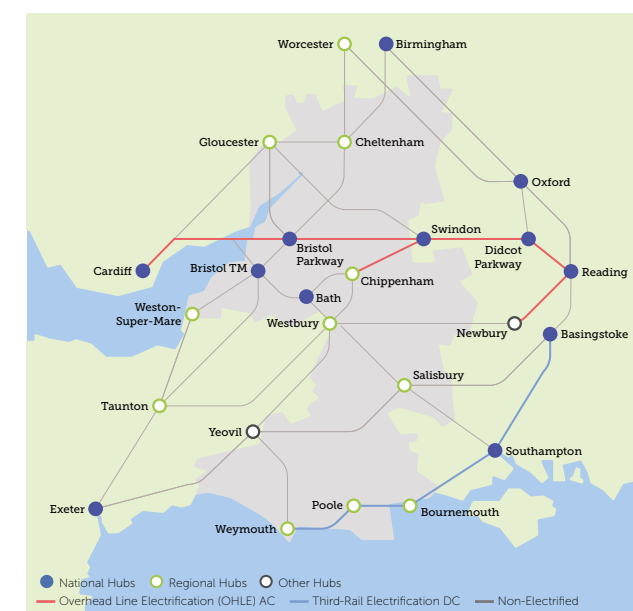 Worcester
Birmingham
Gloucester
Cheltenham
Oxford
Swindon
Bristol
Parkway
Didcot
Parkway
Cardiff
Bristol TM
Chippenham
Reading
Bath
Weston-
Super-Mare
Westbury
Newbury
Basingstoke
Salisbury
Taunton
Yeovil
Southampton
Exeter
Poole
Bournemouth
Weymouth
National Hubs
Regional Hubs
Other Hubs
Overhead Line Electrification (OHLE) AC
Third-Rail Electrification DC
Non-Electrified